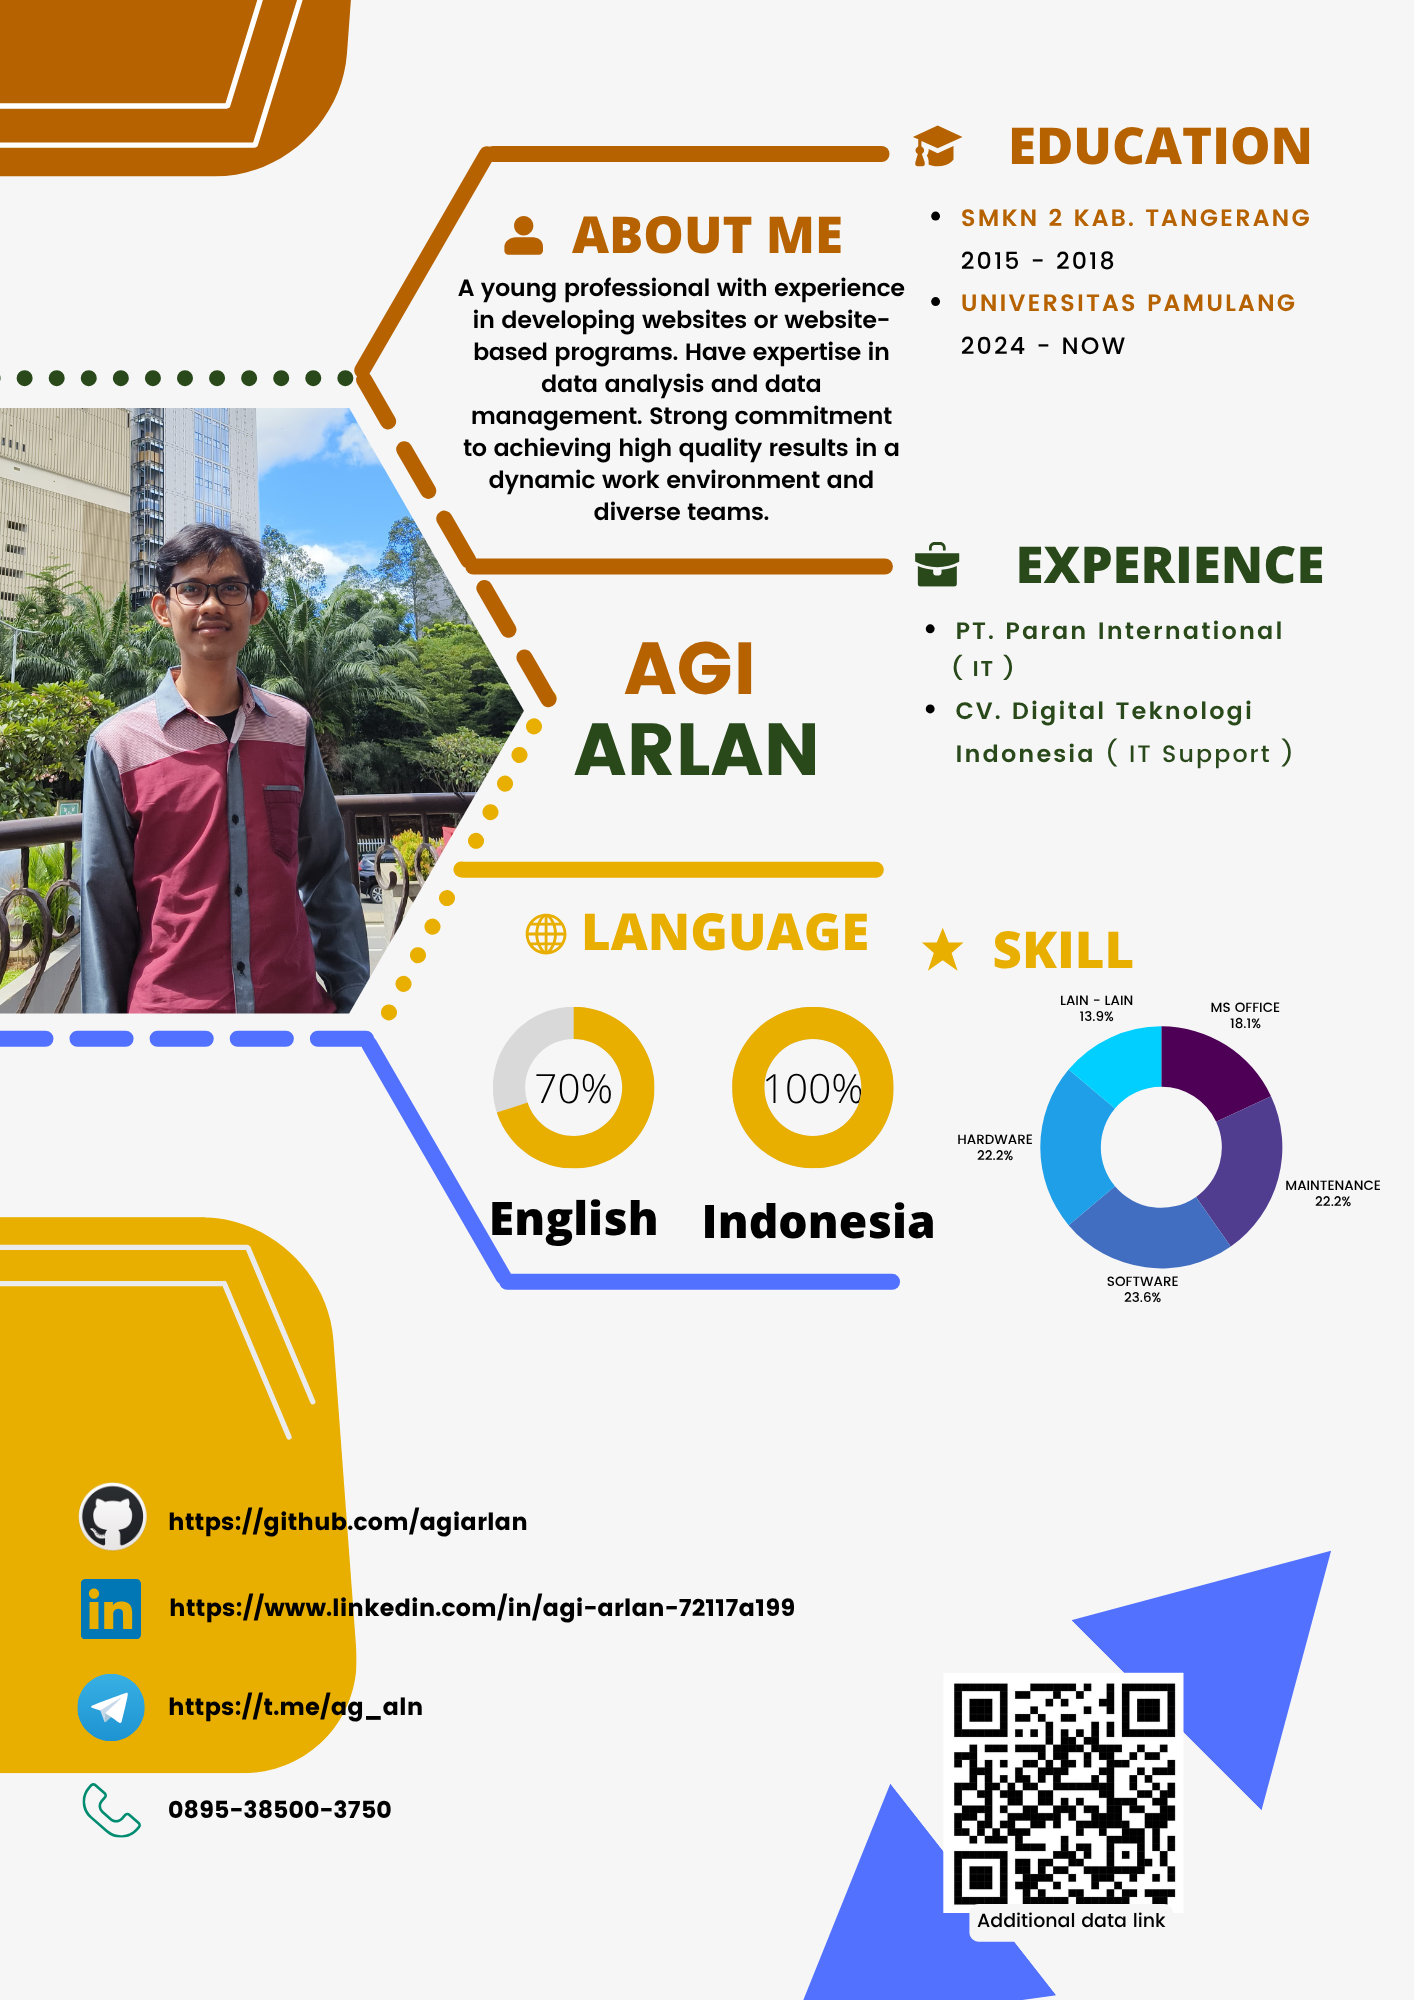 EDUCATION
SMKN 2 KAB. TANGERANG
2015 - 2018
UNIVERSITAS PAMULANG
2024 - NOW
ABOUT ME
A young professional with experience
in developing websites or website-
based programs. Have expertise in
data analysis and data
management. Strong commitment
to achieving high quality results in a
dynamic work environment and
diverse teams.
EXPERIENCE
PT. Paran International
( IT )
CV. Digital Teknologi
Indonesia ( IT Support )
AGI
ARLAN
LANGUAGE
70%
100%
English
Indonesia
SKILL
LAIN - LAIN
13.9%
MS OFFICE
18.1%
HARDWARE
22.2%
MAINTENANCE
22.2%
SOFTWARE
23.6%
https://github.com/agiarlan
in
https://www.linkedin.com/in/agi-arlan-72117a199
https://t.me/ag_aln
0895-38500-3750
Additional data link